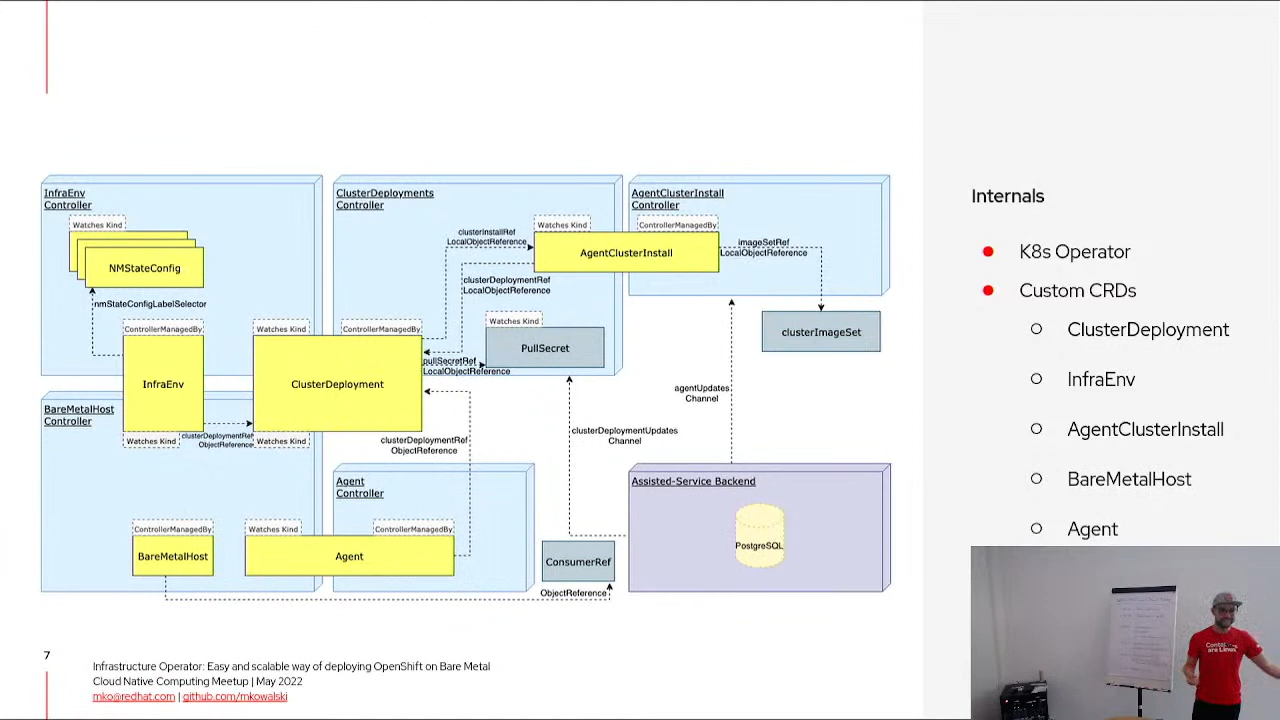 InfraEnv
Controller
Watches Kind
NMStateConfig
nmStateConfigLabelSelector
ControllerManagedBy
InfraEnv
Watches Kind
clusterDeploymentRef
ObjectReference
ClusterDeployments
Controller
Watches Kind
ControllerManagedBy
ClusterDeployment
Watches Kind
clusterInstallRef
LocalObjectReference
clusterDeploymentRef
LocalObjectReference
Watches Kind
PullSecret
pullSecretRef
LocalObjectReference
AgentClusterInstall
Controller
Watches Kind
ControllerManagedBy
AgentClusterInstall
imageSetRef
LocalObjectReference
clusterImageSet
BareMetalHost
Controller
ControllerManagedBy
BareMetalHost
Watches Kind
Agent
Controller
ControllerManagedBy
Agent
clusterDeploymentRef
ObjectReference
clusterDeploymentUpdates
Channel
agentUpdates
Channel
ConsumerRef
ObjectReference
Assisted-Service Backend
PostgreSQL
Internals
K8s Operator
Custom CRDs
ClusterDeployment
InfraEnv
AgentClusterInstall
BareMetalHost
Agent
7
Infrastructure Operator: Easy and scalable way of deploying OpenShift on Bare Metal
Cloud Native Computing Meetup | May 2022
mko@redhat.com | github.com/mkowalski
are Linux